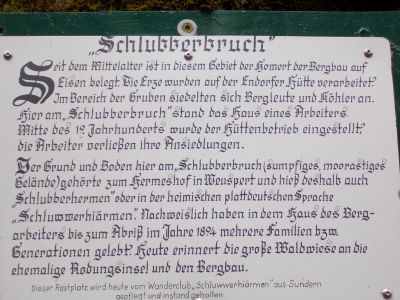 „Schlubberbruch"
Seit dem Mittelalter ist in diesem Gebiet der Homert der Bergbau auf
Eisen belegt. Die Erze wurden auf der Endorfer Hütte verarbeitet.
Im Bereich der Gruben siedelten sich Bergleute und Köhler an.
Hier am „Schlubberbruch" stand das Haus eines Arbeiters.
Mitte des 19. Jahrhunderts wurde der Hüttenbetrieb eingestellt,
die Arbeiter verließen ihre Ansiedlungen.
Der Grund und Boden hier am „Schlubberbruch (sumpfiges, moorastiges
Gelände) gehörte zum Hermeshof in Weuspert und hieß deshalb auch
Schlubberhermen" oder in der heimischen plattdeutschen Sprache
„Schluwwerhiärmen". Nachweislich haben in dem Haus des Berg-
arbeiters bis zum Abriß im Jahre 1894 mehrere Familien bzw.
Generationen gelebt. Heute erinnert die große Waldwiese an die
ehemalige Rodungsinsel und den Bergbau.
Dieser Rastplatz wird heute vom Wanderclub „Schluwwerhiärmen" aus Sundern
gepflegt und instand gehalten